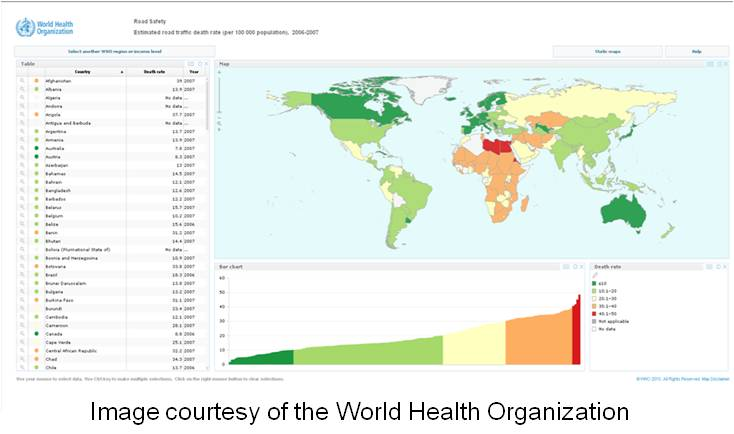 World Health
Organization
Road Safety
Estimated road traffic death rate (per 100 000 population), 2006-2007
Select another WHO region or income level
Static maps
Help
Table
Country Death rate Year
Afghanistan 39 2007
Albania 13.9 2007
Algeria No data ...
Andorra No data ...
Angola 37.7 2007
Antigua and Barbuda No data ...
Argentina 13.7 2007
Armenia 13.9 2007
Australia 7.8 2007
Austria 8.3 2007
Azerbaijan 13 2007
Bahamas 14.5 2007
Bahrain 12.1 2007
Bangladesh 12.6 2007
Barbados 12.2 2007
Belarus 15.7 2007
Belgium 10.2 2007
Belize 15.6 2006
Benin 31.2 2007
Bhutan 14.4 2007
Bolivia (Plurinational State of) No data ...
Bosnia and Herzegovina 10.9 2007
Botswana 33.8 2007
Brazil 18.3 2006
Brunei Darussalam 13.8 2007
Bulgaria 13.2 2007
Burkina Faso 31.1 2007
Burundi 23.4 2007
Cambodia 12.1 2007
Cameroon 28.1 2007
Canada 8.8 2006
Cape Verde 25.1 2007
Central African Republic 32.2 2007
Chad 34.3 2007
Chile 13.7 2006
Map
Bar chart
60
50
40
30
20
10
0
Death rate
≤10
10.1–20
20.1–30
30.1–40
40.1–50
Not applicable
No data
Use your mouse to select data. Use Ctrl-key to make multiple selections. Click on the right mouse button to clear selections.
© WHO 2010. All Rights Reserved. Map Disclaimer.
Image courtesy of the World Health Organization